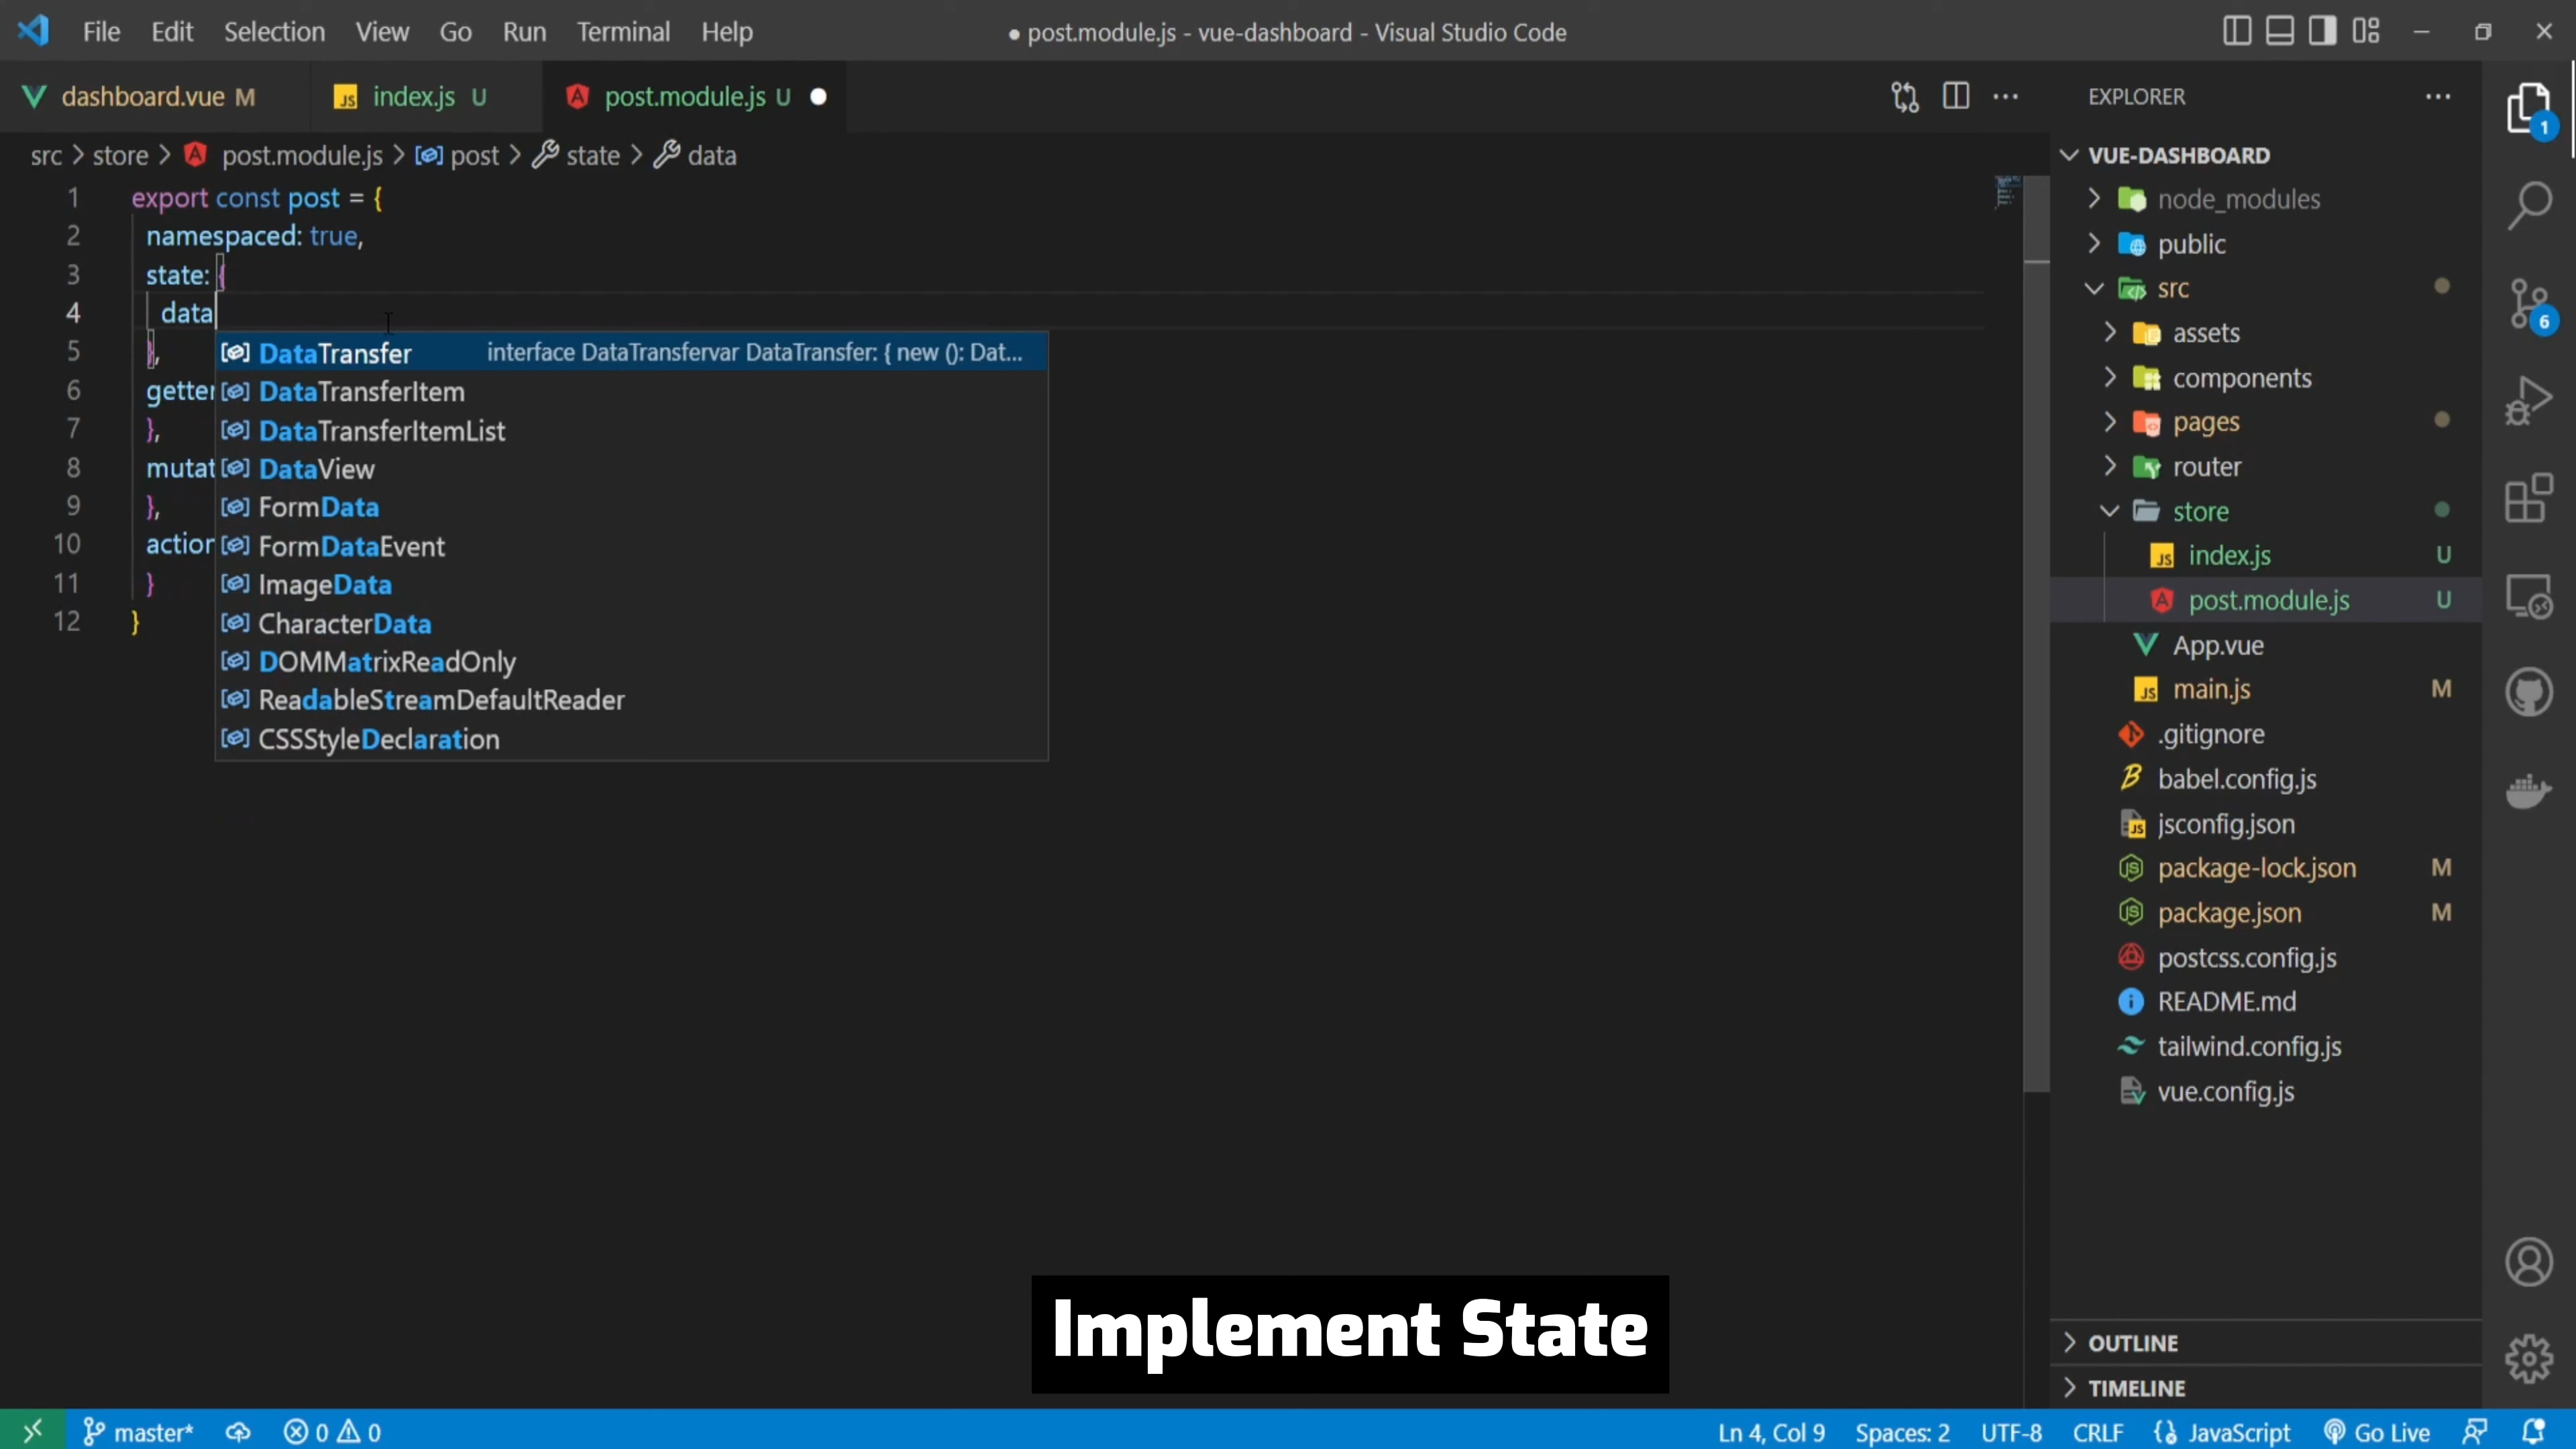 File Edit Selection View Go Run Terminal Help
● post.module.js - vue-dashboard - Visual Studio Code
dashboard.vue M
index.js U
post.module.js U
src > store > post.module.js > post > state > data
1 export const post = {
2 namespaced: true,
3 state: {
4 data
5 },
6 getter
7 },
8 mutat
9 },
10 action
11 }
12 }
DataTransfer interface DataTransfervar DataTransfer: { new (): Dat...
DataTransferItem
DataTransferItemList
DataView
FormData
FormDataEvent
ImageData
CharacterData
DOMMatrixReadOnly
ReadableStreamDefaultReader
CSSStyleDeclaration
EXPLORER
VUE-DASHBOARD
node_modules
public
src
assets
components
pages
router
store
index.js U
post.module.js U
App.vue
main.js M
.gitignore
babel.config.js
jsconfig.json
package-lock.json M
package.json M
postcss.config.js
README.md
tailwind.config.js
vue.config.js
OUTLINE
TIMELINE
1
6
Implement State
master* 0 0
Ln 4, Col 9 Spaces: 2 UTF-8 CRLF JavaScript Go Live